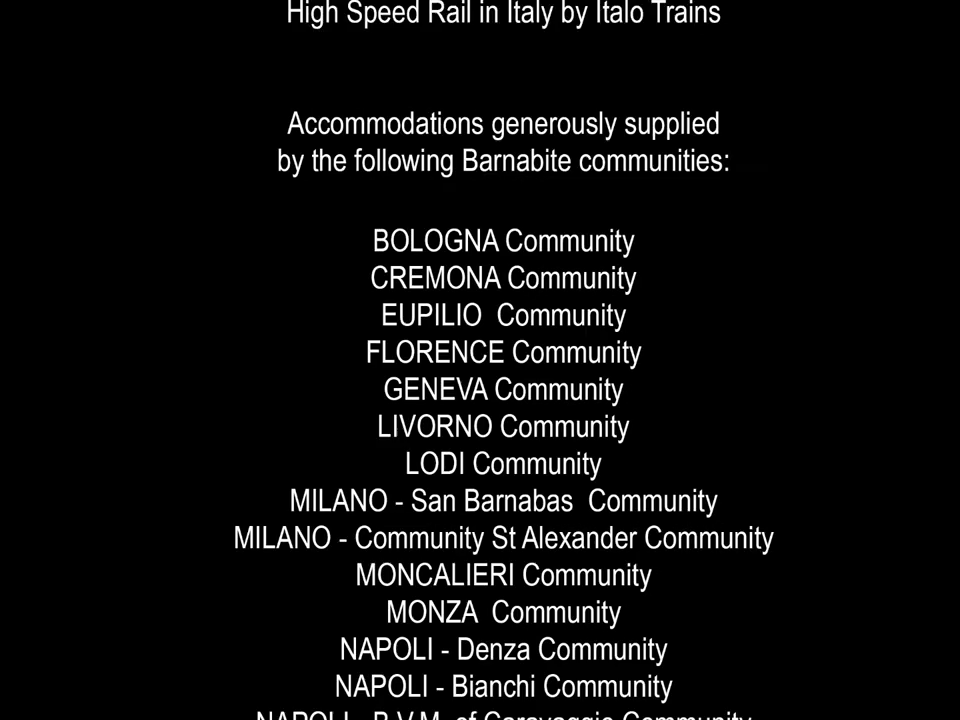 High Speed Rail in Italy by Italo Trains
Accommodations generously supplied
by the following Barnabite communities:
BOLOGNA Community
CREMONA Community
EUPILIO  Community
FLORENCE Community
GENEVA Community
LIVORNO Community
LODI Community
MILANO - San Barnabas  Community
MILANO - Community St Alexander Community
MONCALIERI Community
MONZA  Community
NAPOLI - Denza Community
NAPOLI - Bianchi Community
NAPOLI - B.V.M. of Caravaggio Community